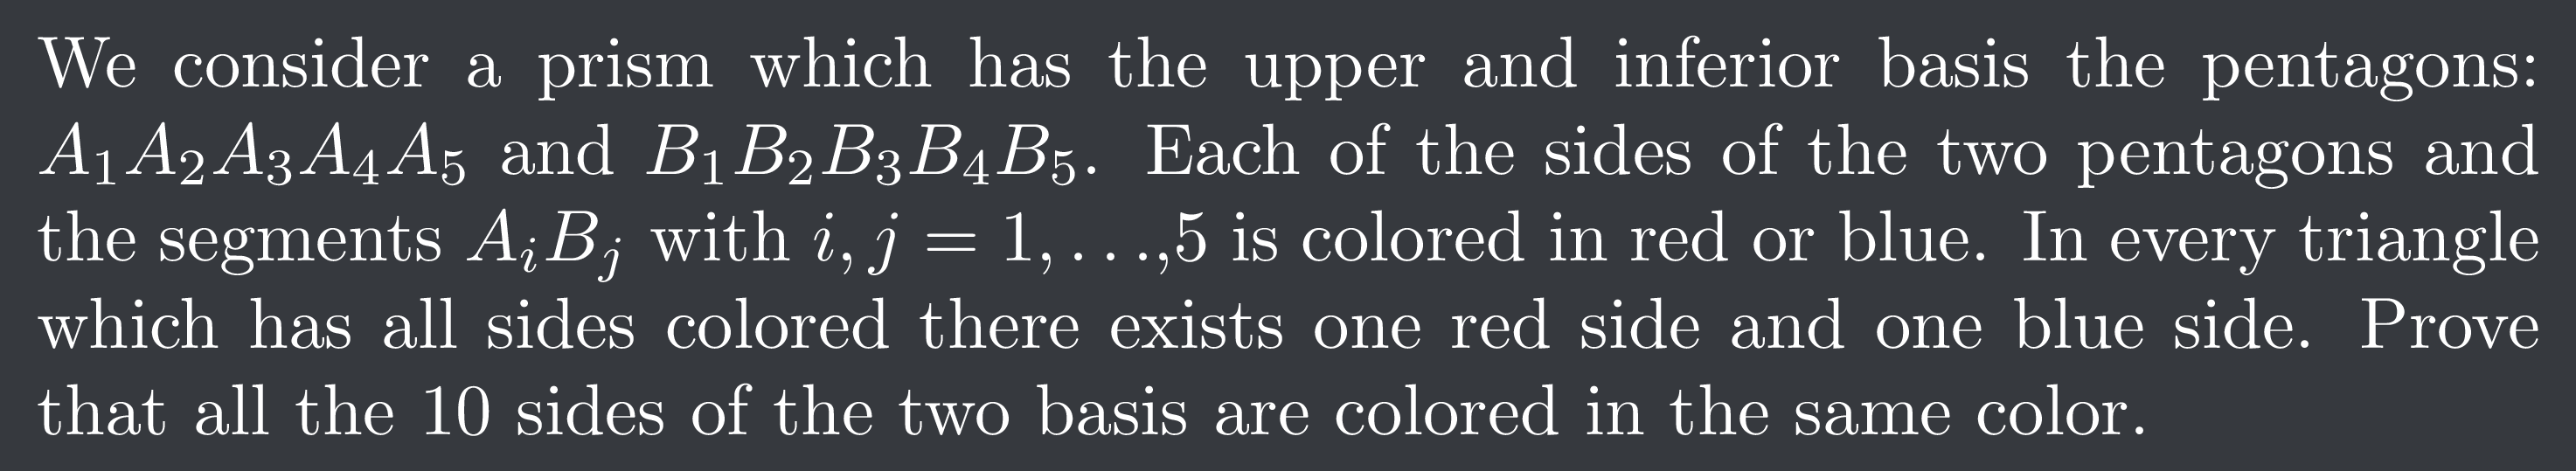 We consider a prism which has the upper and inferior basis the pentagons:
A₁A₂A₃A₄A₅ and B₁B₂B₃B₄B₅. Each of the sides of the two pentagons and
the segments AᵢBⱼ with i, j = 1, . . .,5 is colored in red or blue. In every triangle
which has all sides colored there exists one red side and one blue side. Prove
that all the 10 sides of the two basis are colored in the same color.